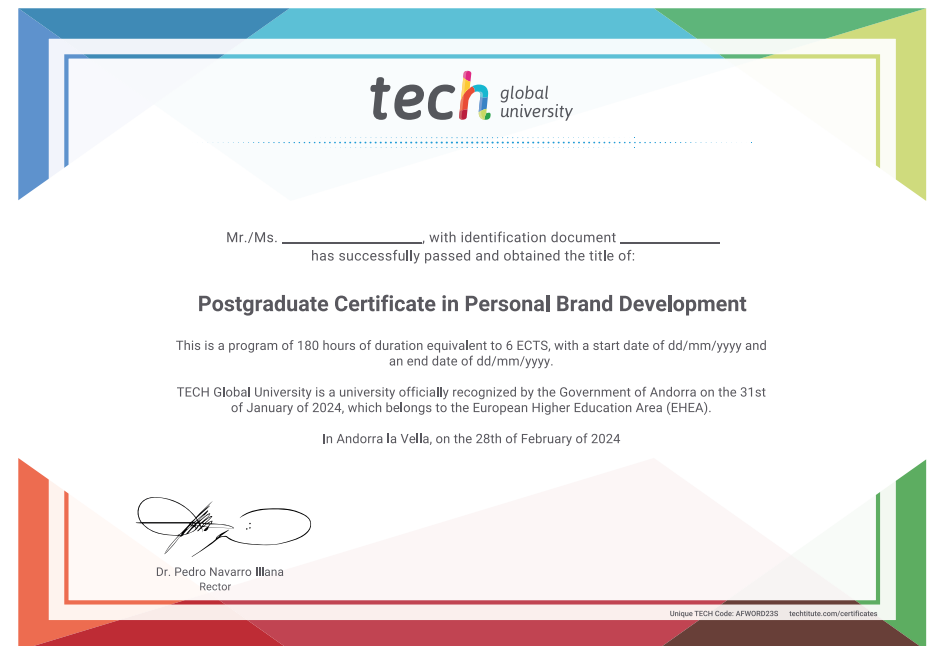 tech global university
Mr./Ms. ______________, with identification document __________
has successfully passed and obtained the title of:
Postgraduate Certificate in Personal Brand Development
This is a program of 180 hours of duration equivalent to 6 ECTS, with a start date of dd/mm/yyyy and
an end date of dd/mm/yyyy.
TECH Global University is a university officially recognized by the Government of Andorra on the 31st
of January of 2024, which belongs to the European Higher Education Area (EHEA).
In Andorra la Vella, on the 28th of February of 2024
Dr. Pedro Navarro Illana
Rector
Unique TECH Code: AFWORD23S techtitute.com/certificates